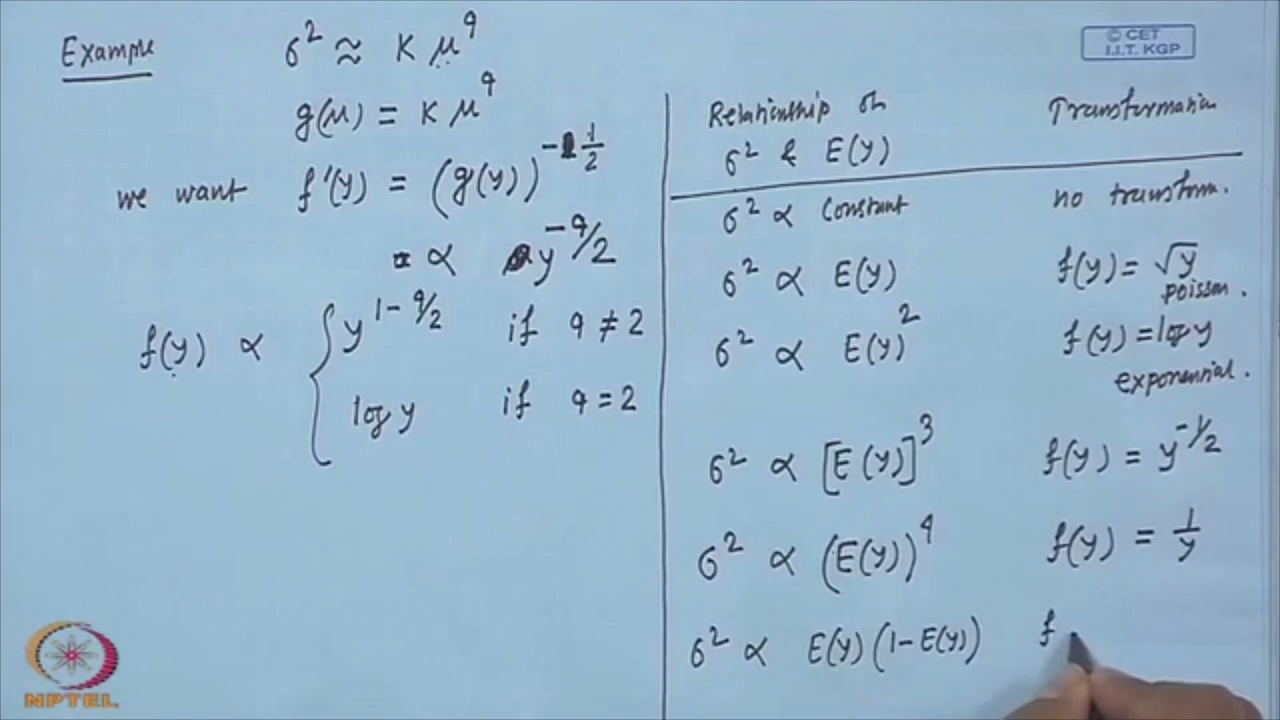 Example σ² ≈ K μ^q
g(μ) = K μ^q
we want f'(y) = (g(y))^-1/2
∝ y^-q/2
f(y) ∝ { y^1-q/2 if q ≠ 2
log y if q = 2
© CET
I.I.T. KGP
Relationship of Transformation
σ² & E(y)
σ² ∝ Constant no transform.
σ² ∝ E(y) f(y) = √y
poisson.
σ² ∝ E(y)² f(y) = log y
exponential.
σ² ∝ [E(y)]³ f(y) = y^-1/2
σ² ∝ (E(y))⁴ f(y) = 1/y
σ² ∝ E(y)(1-E(y)) f
NPTEL